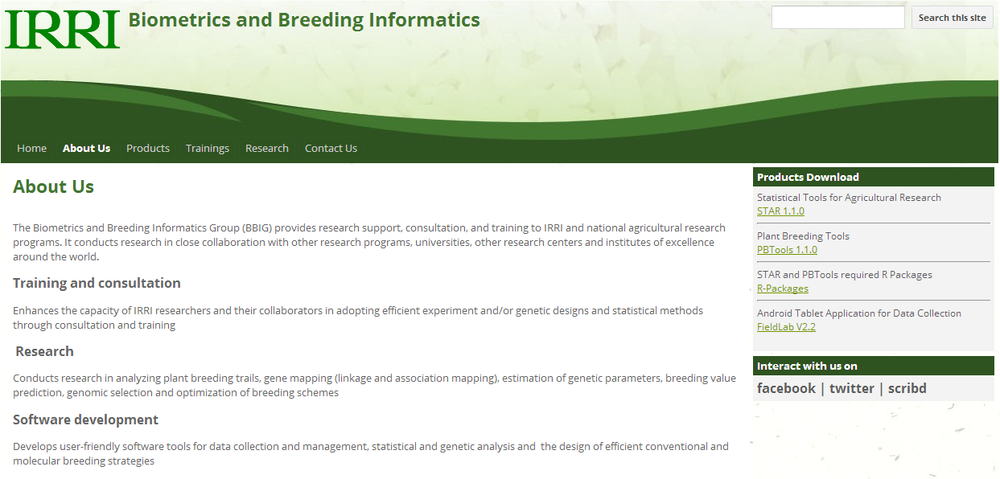 IRRI Biometrics and Breeding Informatics
Search this site
Home About Us Products Trainings Research Contact Us
About Us
The Biometrics and Breeding Informatics Group (BBIG) provides research support, consultation, and training to IRRI and national agricultural research
programs. It conducts research in close collaboration with other research programs, universities, other research centers and institutes of excellence
around the world.
Training and consultation
Enhances the capacity of IRRI researchers and their collaborators in adopting efficient experiment and/or genetic designs and statistical methods
through consultation and training
Research
Conducts research in analyzing plant breeding trails, gene mapping (linkage and association mapping), estimation of genetic parameters, breeding value
prediction, genomic selection and optimization of breeding schemes
Software development
Develops user-friendly software tools for data collection and management, statistical and genetic analysis and  the design of efficient conventional and
molecular breeding strategies
Products Download
Statistical Tools for Agricultural Research
STAR 1.1.0
Plant Breeding Tools
PBTools 1.1.0
STAR and PBTools required R Packages
R-Packages
Android Tablet Application for Data Collection
FieldLab V2.2
Interact with us on
facebook | twitter | scribd